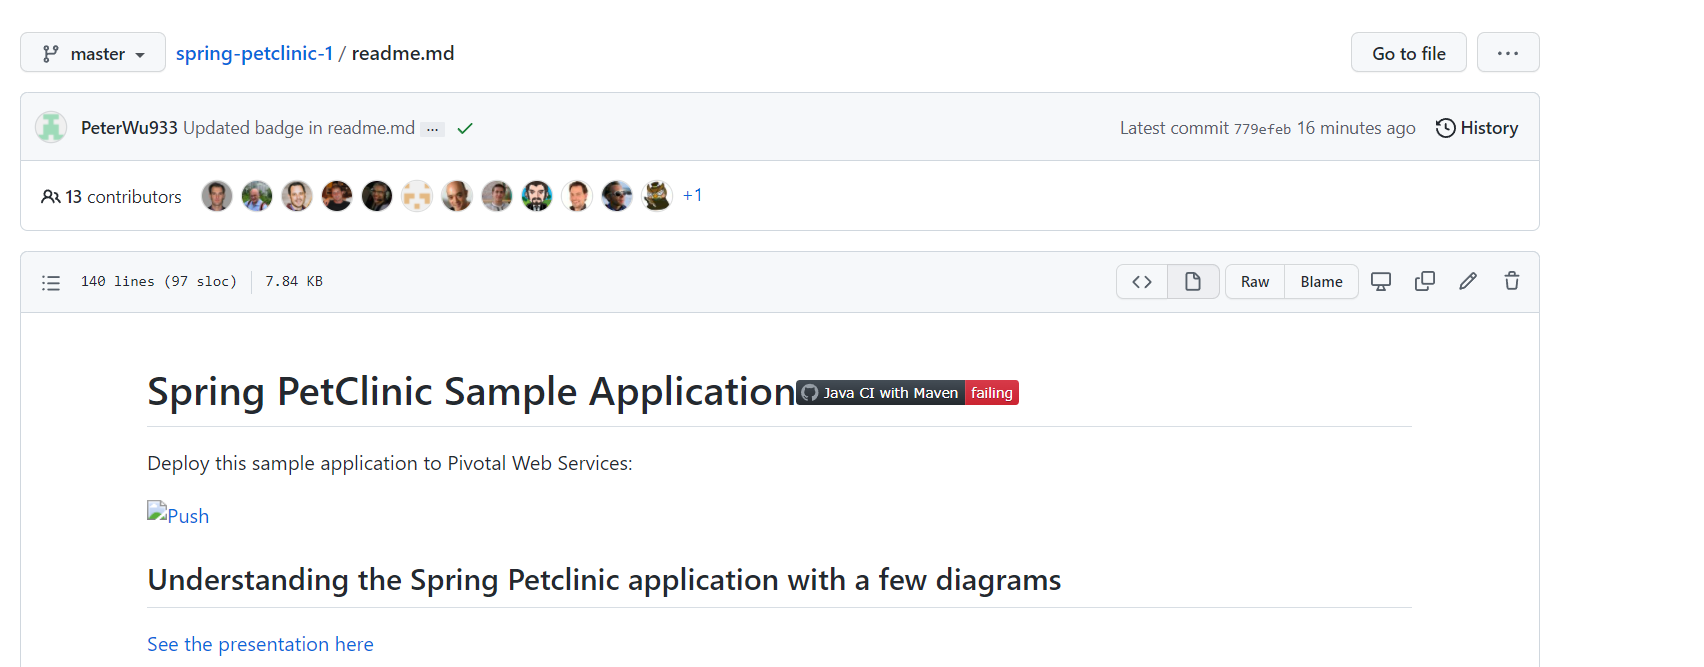 master spring-petclinic-1 / readme.md Go to file ...
PeterWu933 Updated badge in readme.md ... Latest commit 779efeb 16 minutes ago History
13 contributors +1
140 lines (97 sloc) 7.84 KB <> Raw Blame
Spring PetClinic Sample Application Java CI with Maven failing
Deploy this sample application to Pivotal Web Services:
Push
Understanding the Spring Petclinic application with a few diagrams
See the presentation here